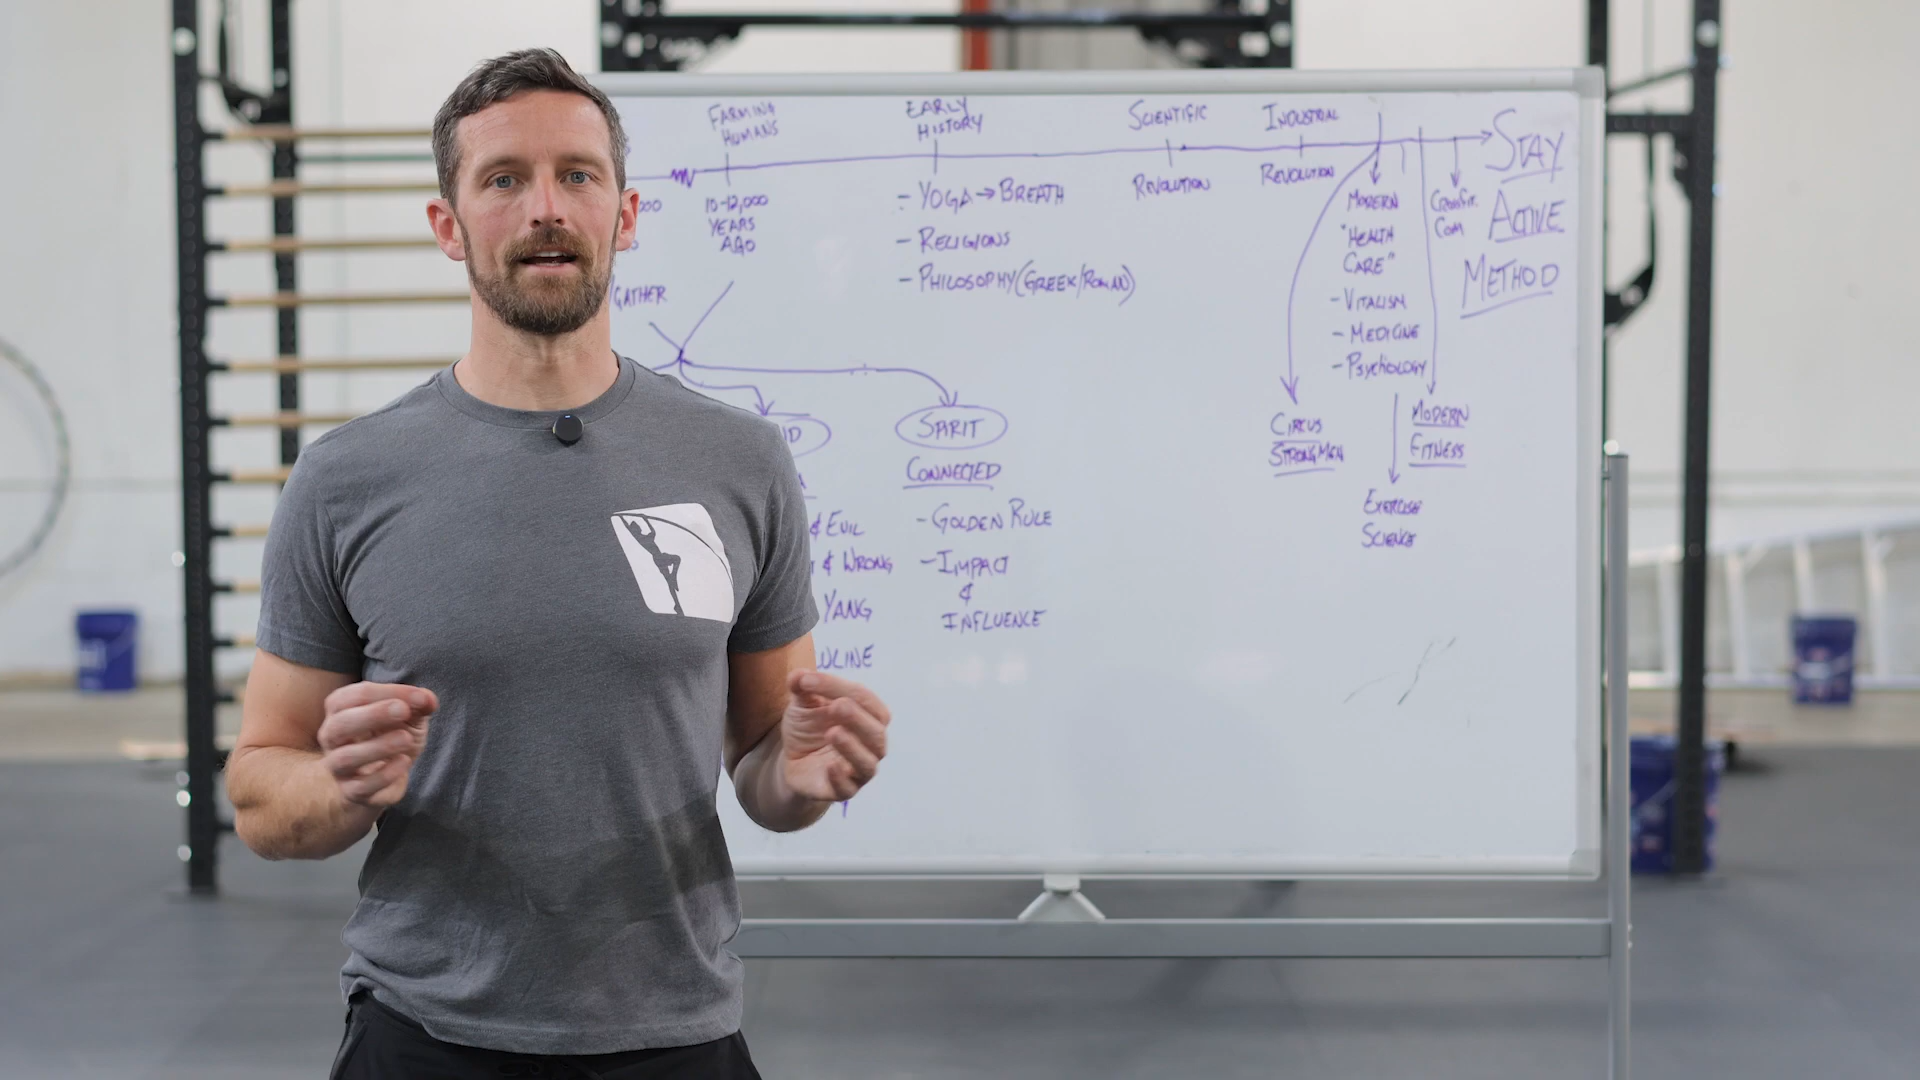 FARMING
HUMANS
10-12,000
YEARS
AGO
EARLY
HISTORY
- YOGA → BREATH
- RELIGIONS
- PHILOSOPHY (GREEK/ROMAN)
SCIENTIFIC
REVOLUTION
INDUSTRIAL
REVOLUTION
MODERN
"HEALTH
CARE"
- VITALISM
- MEDICINE
- PSYCHOLOGY
CROSSFIT.
COM
STAY
ACTIVE
METHOD
GATHER
SPIRIT
CONNECTED
- GOLDEN RULE
- IMPACT
&
INFLUENCE
& EVIL
& WRONG
YANG
CIRCUS
STRONGMEN
MODERN
FITNESS
EXERCISE
SCIENCE